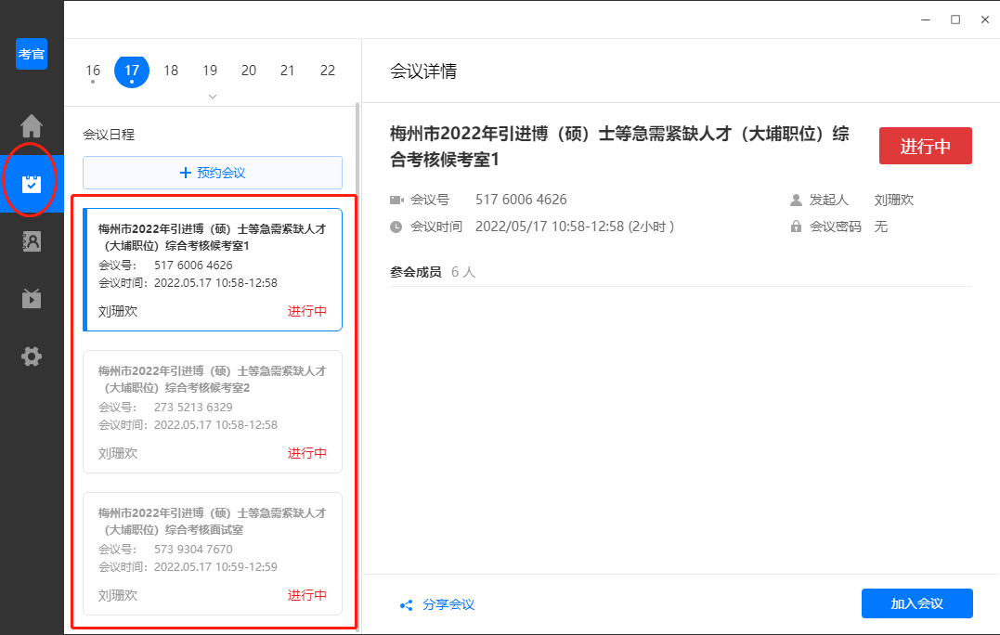 考官
16 17 18 19 20 21 22
会议日程
预约会议
梅州市2022年引进博（硕）士等急需紧缺人才
（大埔职位）综合考核候考室1
会议号： 517 6006 4626
会议时间： 2022.05.17 10:58-12:58
刘珊欢 进行中
梅州市2022年引进博（硕）士等急需紧缺人才
（大埔职位）综合考核候考室2
会议号： 273 5213 6329
会议时间： 2022.05.17 10:58-12:58
刘珊欢 进行中
梅州市2022年引进博（硕）士等急需紧缺人才
（大埔职位）综合考核面试室
会议号： 573 9304 7670
会议时间： 2022.05.17 10:59-12:59
刘珊欢 进行中
会议详情
梅州市2022年引进博（硕）士等急需紧缺人才（大埔职位）综
合考核候考室1
进行中
会议号 517 6006 4626 发起人 刘珊欢
会议时间 2022/05/17 10:58-12:58 (2小时 ) 会议密码 无
参会成员 6 人
分享会议 加入会议